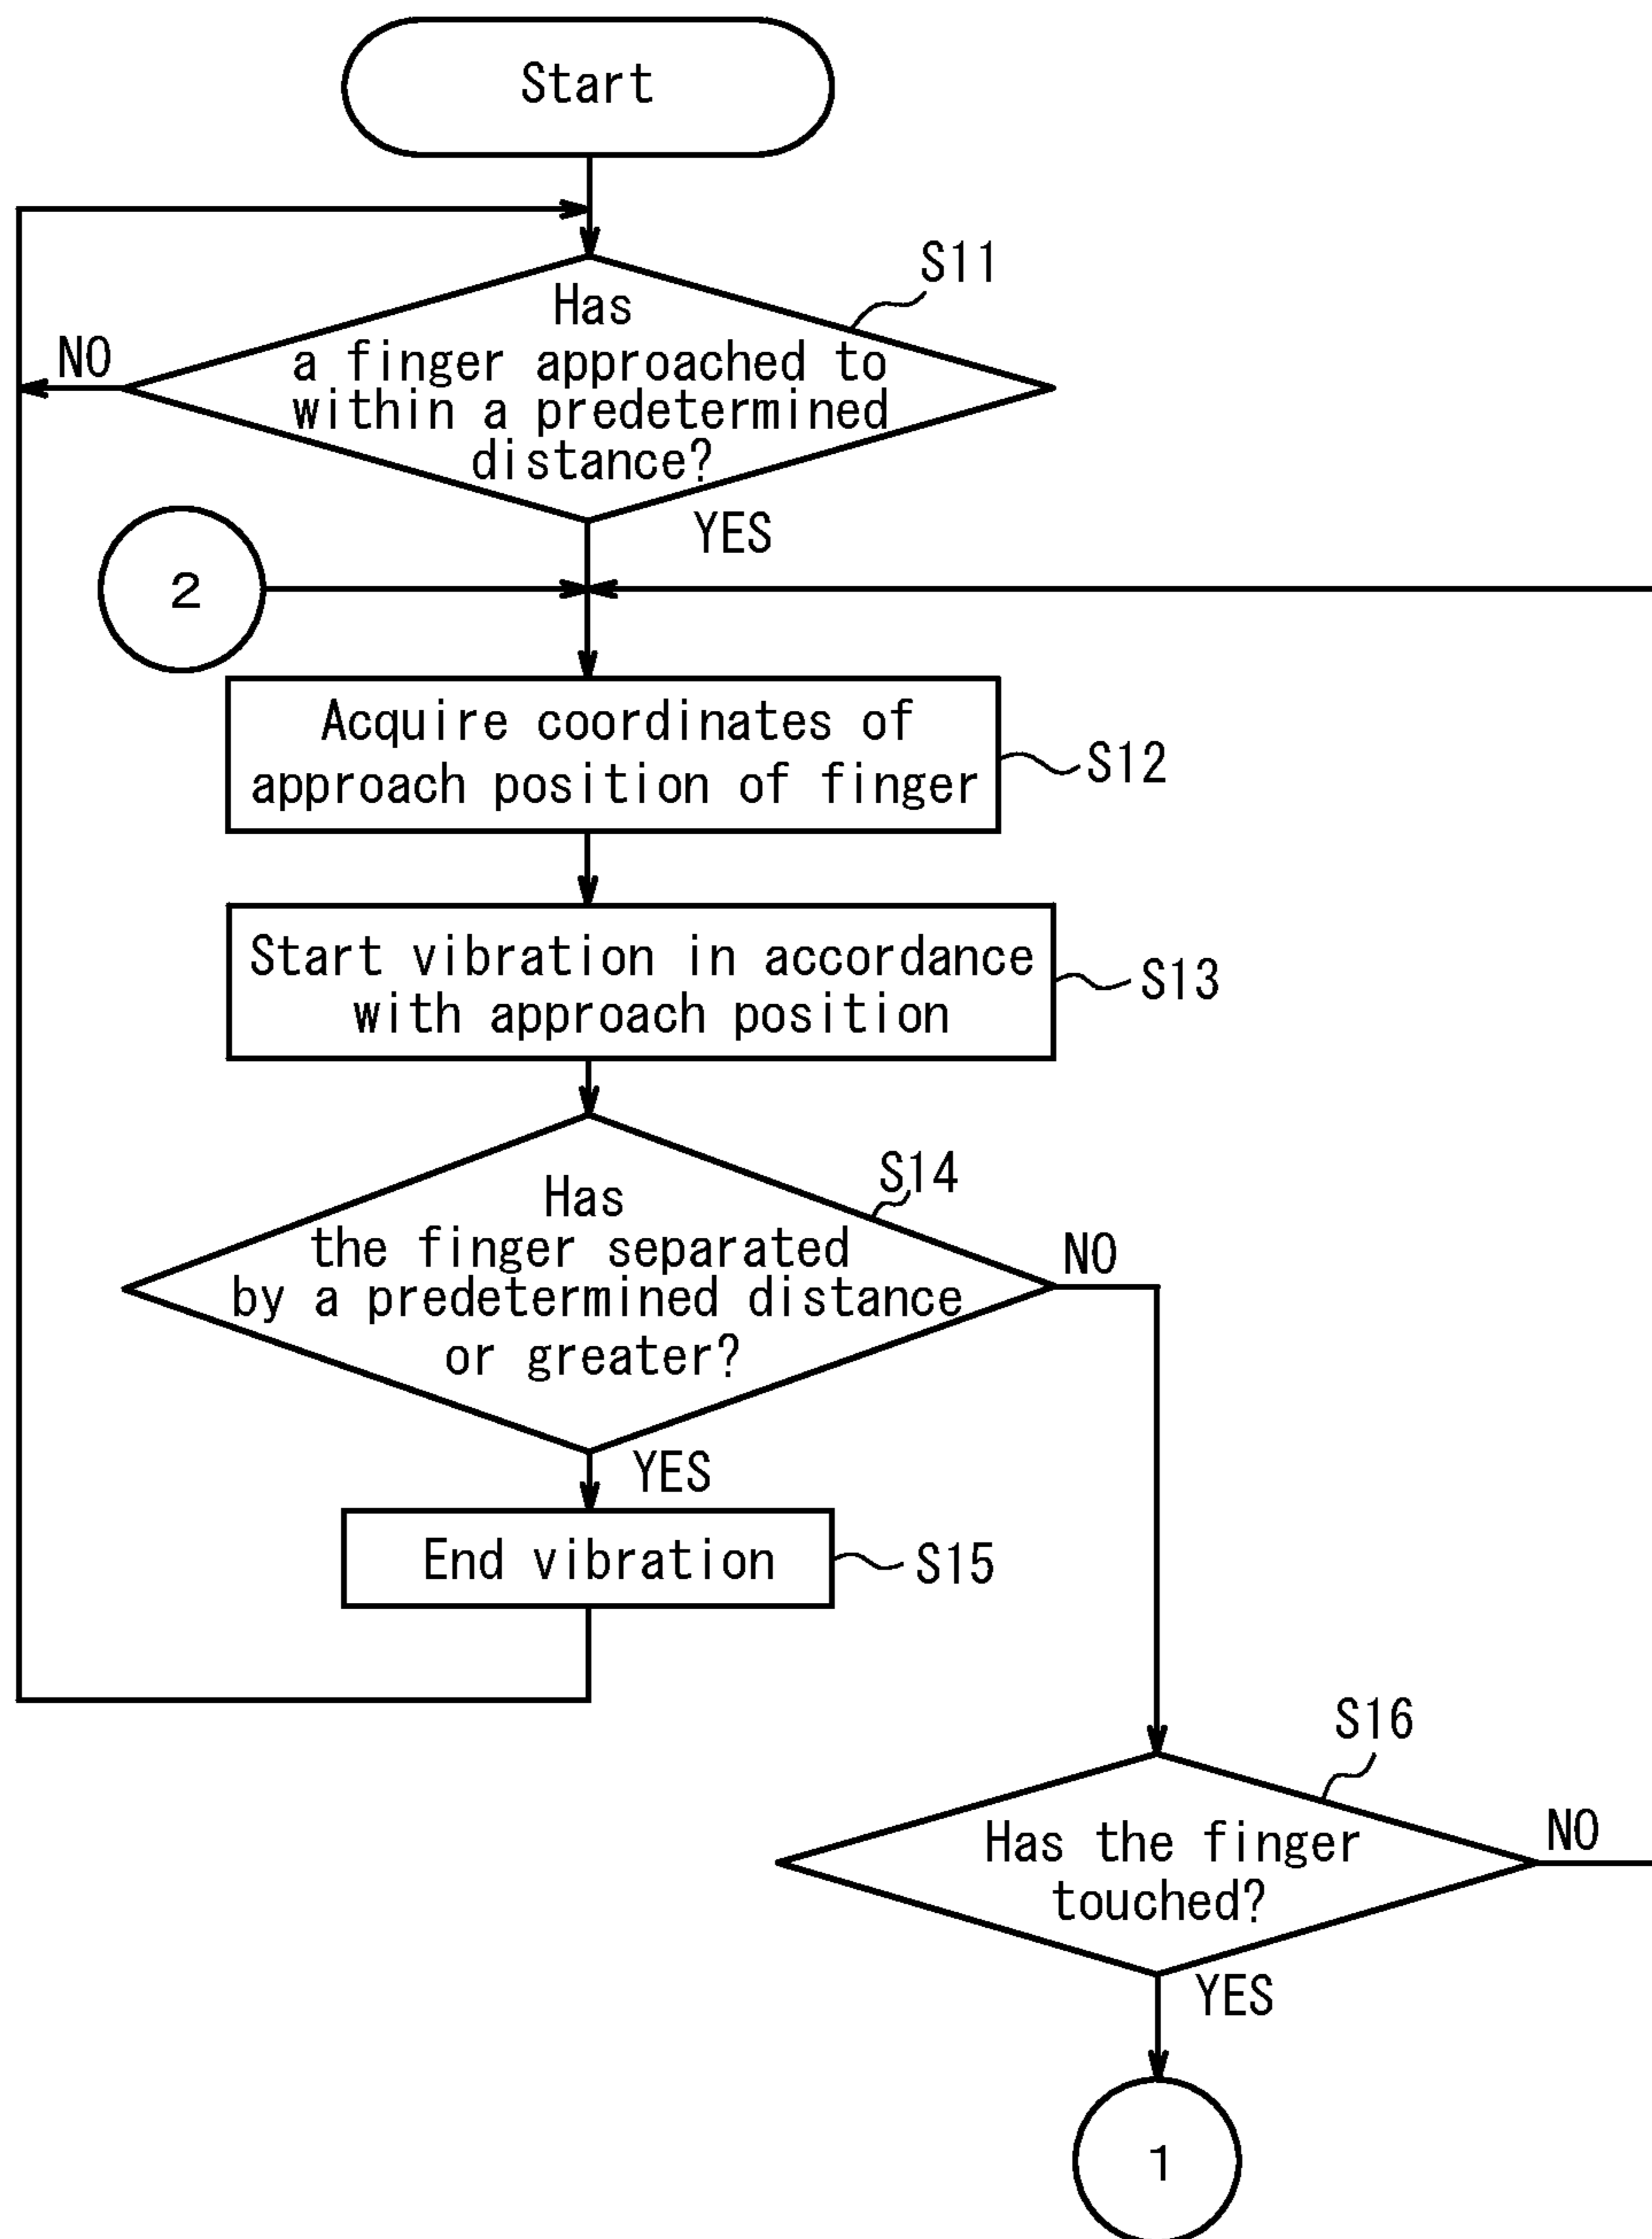 Start
S11
Has
a finger approached to
within a predetermined
distance?
NO
YES
2
Acquire coordinates of
approach position of finger
S12
Start vibration in accordance
with approach position
S13
S14
Has
the finger separated
by a predetermined distance
or greater?
NO
YES
End vibration
S15
S16
Has the finger
touched?
NO
YES
1